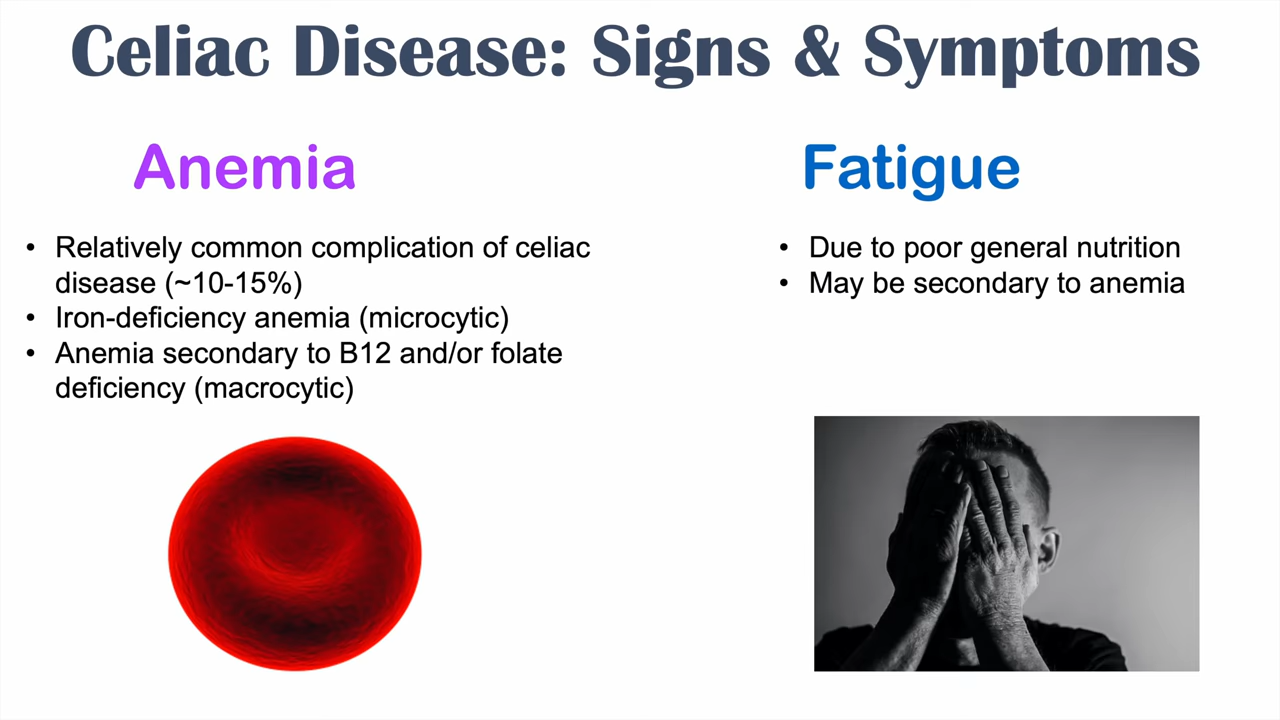 Celiac Disease: Signs & Symptoms
Anemia
• Relatively common complication of celiac
disease (~10-15%)
• Iron-deficiency anemia (microcytic)
• Anemia secondary to B12 and/or folate
deficiency (macrocytic)
Fatigue
• Due to poor general nutrition
• May be secondary to anemia